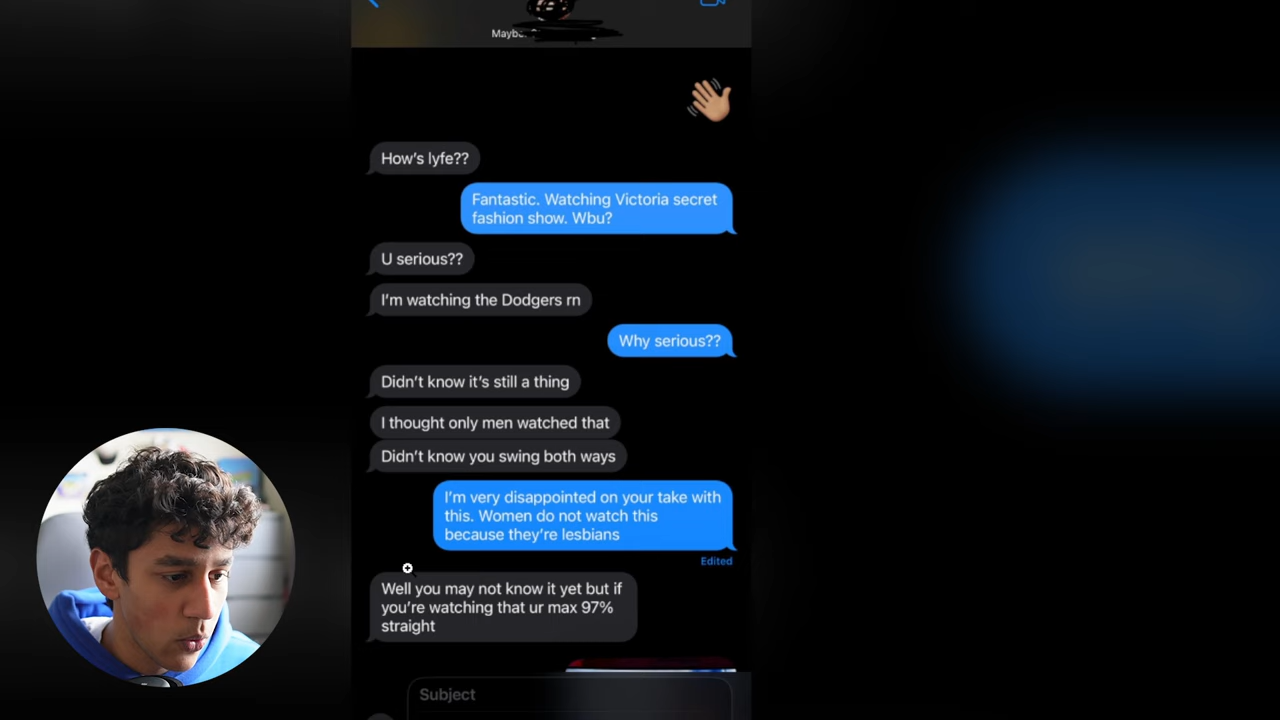 How's lyfe??
Fantastic. Watching Victoria secret
fashion show. Wbu?
U serious??
I'm watching the Dodgers rn
Why serious??
Didn't know it's still a thing
I thought only men watched that
Didn't know you swing both ways
I'm very disappointed on your take with
this. Women do not watch this
because they're lesbians
Edited
Well you may not know it yet but if
you're watching that ur max 97%
straight
Subject